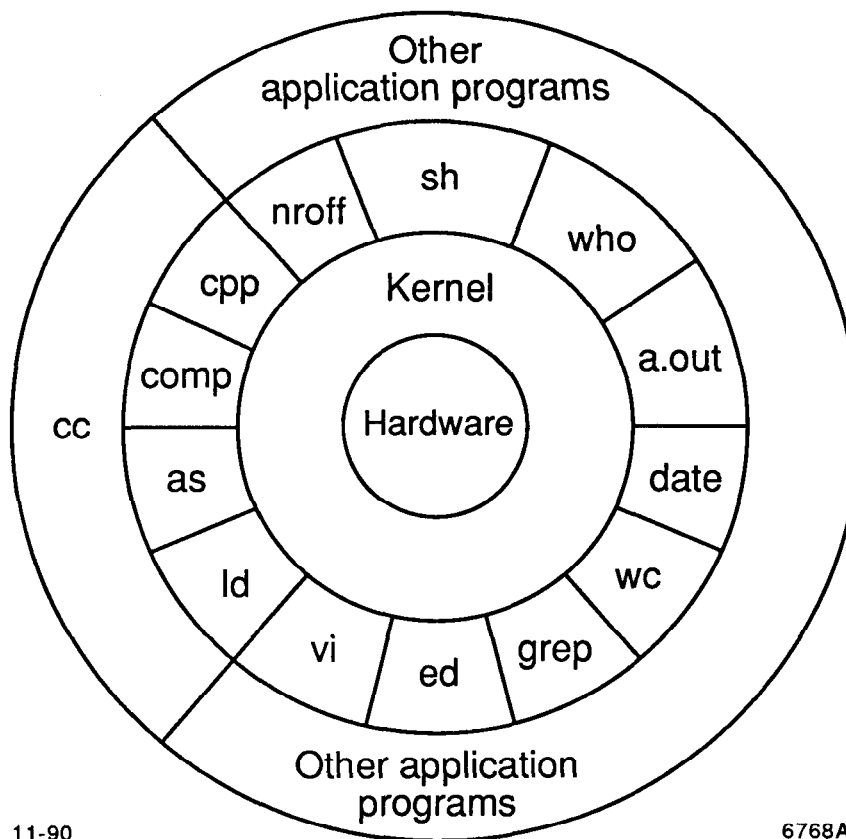 Other
application programs
sh
nroff
who
cpp
Kernel
comp
a.out
Hardware
cc
as
date
ld
wc
vi
ed
grep
Other application
programs
11-90
6768A